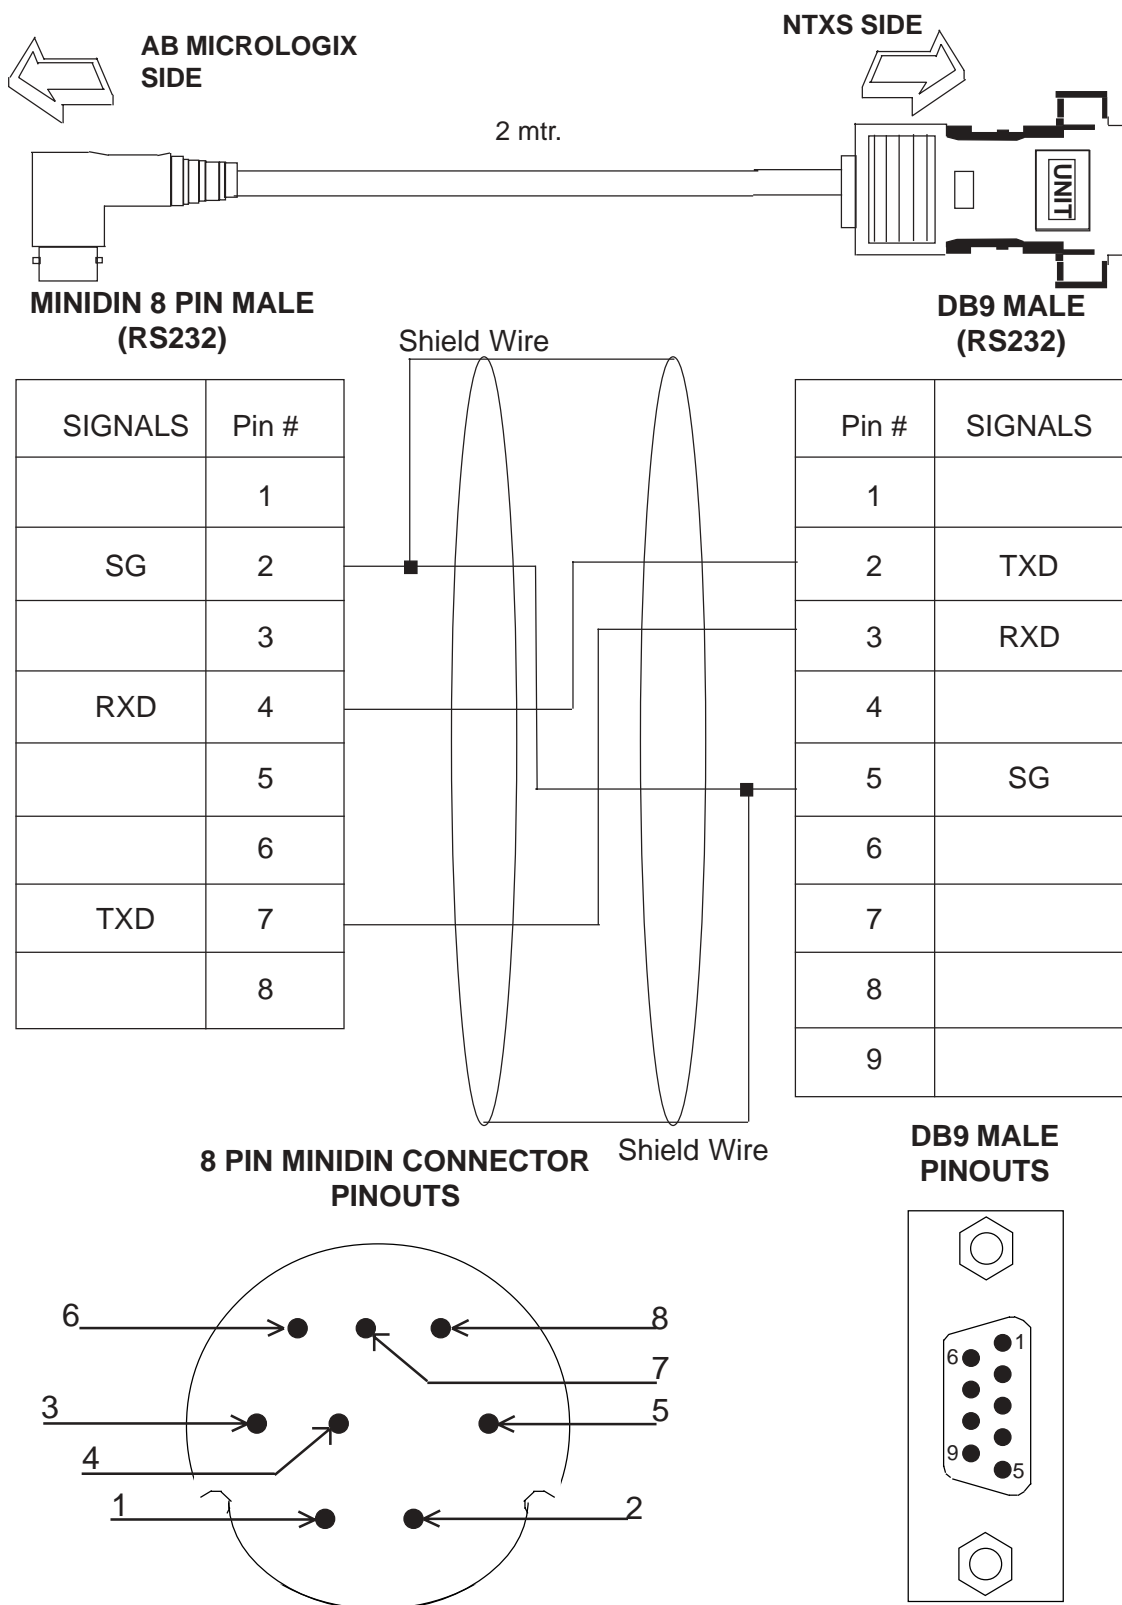 AB MICROLOGIX
SIDE
NTXS SIDE
2 mtr.
UNIT
MINIDIN 8 PIN MALE
(RS232)
DB9 MALE
(RS232)
Shield Wire
SIGNALS Pin #
1
SG 2
3
RXD 4
5
6
TXD 7
8
Pin # SIGNALS
1
2 TXD
3 RXD
4
5 SG
6
7
8
9
Shield Wire
8 PIN MINIDIN CONNECTOR
PINOUTS
6
8
7
3
5
4
1
2
DB9 MALE
PINOUTS
1
6
9
5